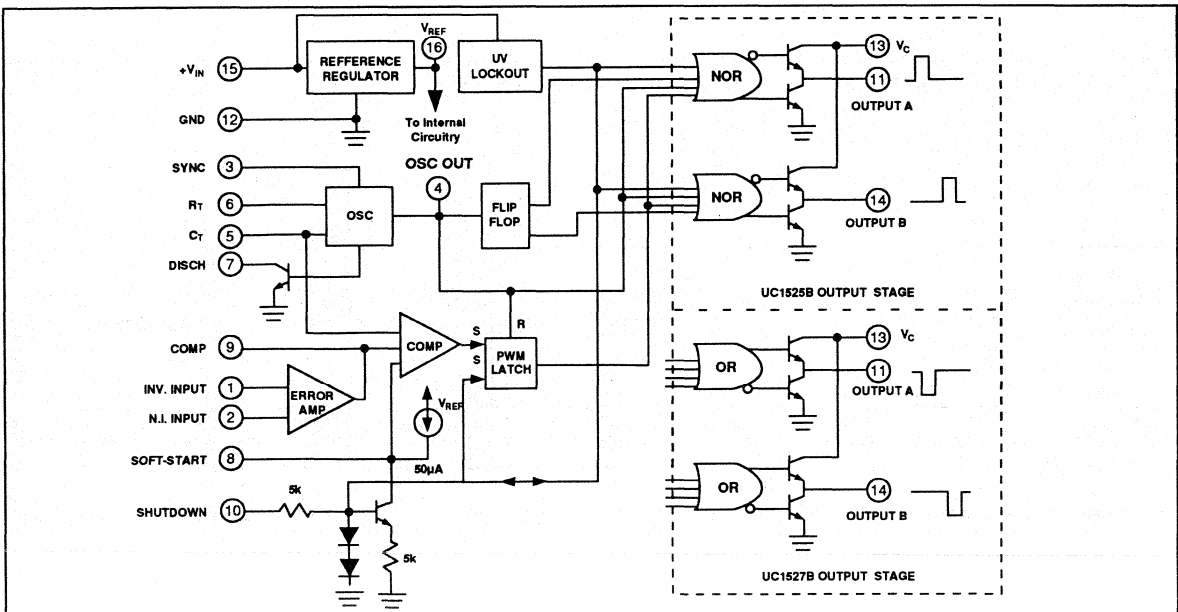 +VIN 15
REFFERENCE
REGULATOR
VREF
16
To Internal
Circuitry
UV
LOCKOUT
GND 12
SYNC 3
RT 6
CT 5
DISCH 7
OSC
OSC OUT
4
FLIP
FLOP
NOR
13 VC
11
OUTPUT A
NOR
14
OUTPUT B
UC1525B OUTPUT STAGE
COMP 9
INV. INPUT 1
N.I. INPUT 2
ERROR
AMP
COMP
S
S
R
PWM
LATCH
VREF
50µA
SOFT-START 8
SHUTDOWN 10
5k
5k
OR
13 VC
11
OUTPUT A
OR
14
OUTPUT B
UC1527B OUTPUT STAGE